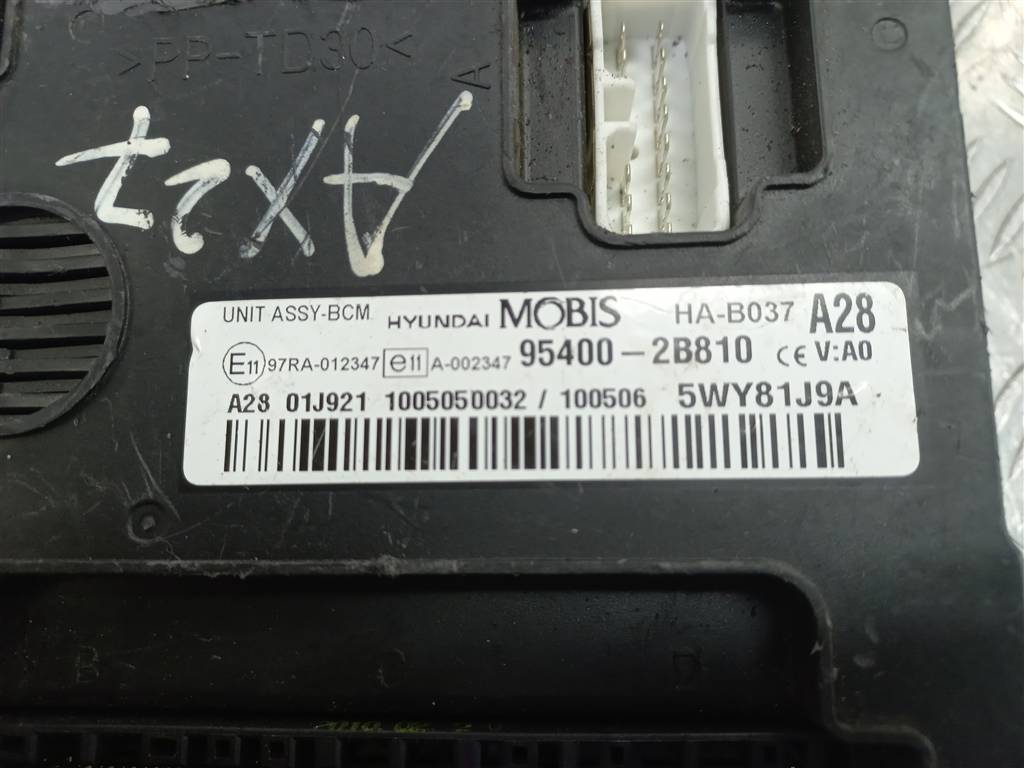 >PP-TD30<
A
C
AX27
UNIT ASSY-BCM HYUNDAI MOBIS HA-B037 A28
E11 97RA-012347 e11 A-002347 95400-2B810 CE V:A0
A28 01J921 1005050032 / 100506 5WY81J9A
B C D